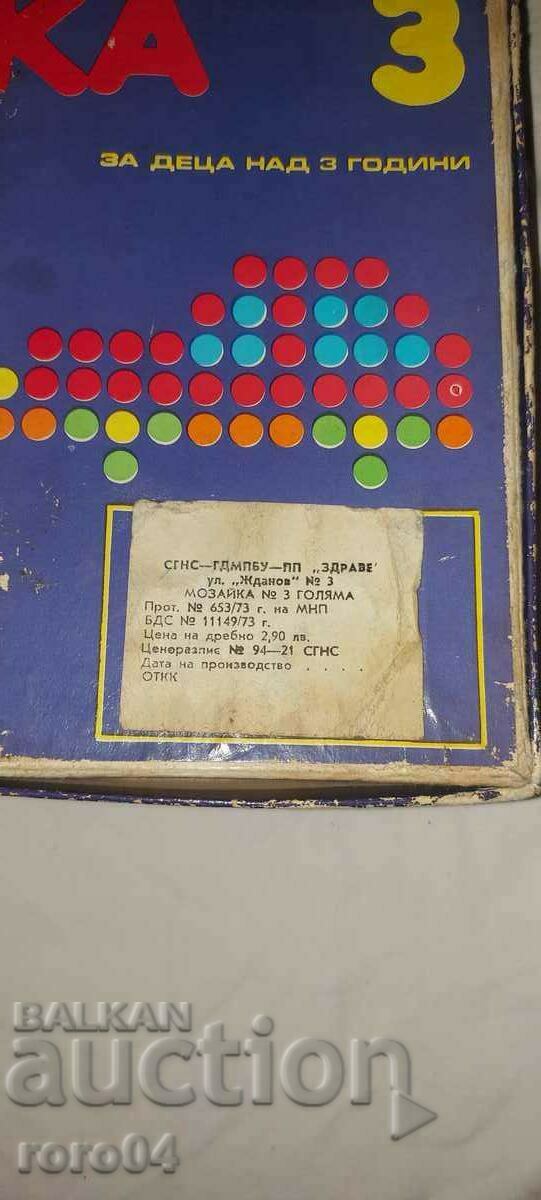 КА 3
ЗА ДЕЦА НАД 3 ГОДИНИ
СГНС—ГДМПБУ—ПП „ЗДРАВЕ"
ул. „Жданов" № 3
МОЗАЙКА № 3 ГОЛЯМА
Прот. № 653/73 г. на МНП
БДС № 11149/73 г.
Цена на дребно 2,90 лв.
Ценоразпис № 94—21 СГНС
Дата на производство . . . .
ОТКК
BALKAN
auction
roro04